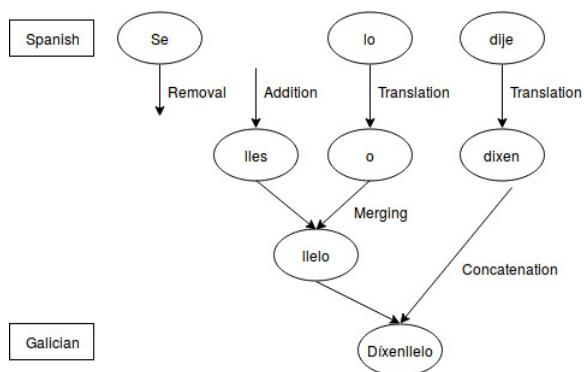 Spanish
Se
lo
dije
Removal
Addition
Translation
Translation
lles
o
dixen
Merging
llelo
Concatenation
Galician
Díxenllelo